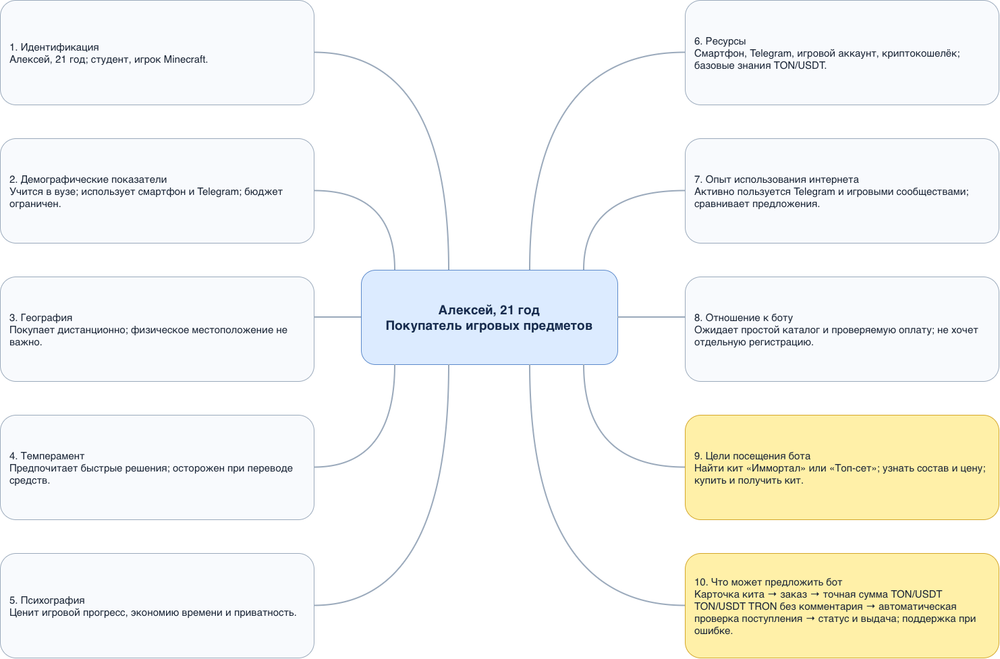 1. Идентификация
Алексей, 21 год; студент, игрок Minecraft.
2. Демографические показатели
Учится в вузе; использует смартфон и Telegram; бюджет
ограничен.
3. География
Покупает дистанционно; физическое местоположение не
важно.
4. Темперамент
Предпочитает быстрые решения; осторожен при переводе
средств.
5. Психография
Ценит игровой прогресс, экономию времени и приватность.
Алексей, 21 год
Покупатель игровых предметов
6. Ресурсы
Смартфон, Telegram, игровой аккаунт, криптокошелёк;
базовые знания TON/USDT.
7. Опыт использования интернета
Активно пользуется Telegram и игровыми сообществами;
сравнивает предложения.
8. Отношение к боту
Ожидает простой каталог и проверяемую оплату; не хочет
отдельную регистрацию.
9. Цели посещения бота
Найти кит «Иммортал» или «Топ-сет»; узнать состав и цену;
купить и получить кит.
10. Что может предложить бот
Карточка кита → заказ → точная сумма TON/USDT
TON/USDT TRON без комментария → автоматическая
проверка поступления → статус и выдача; поддержка при
ошибке.